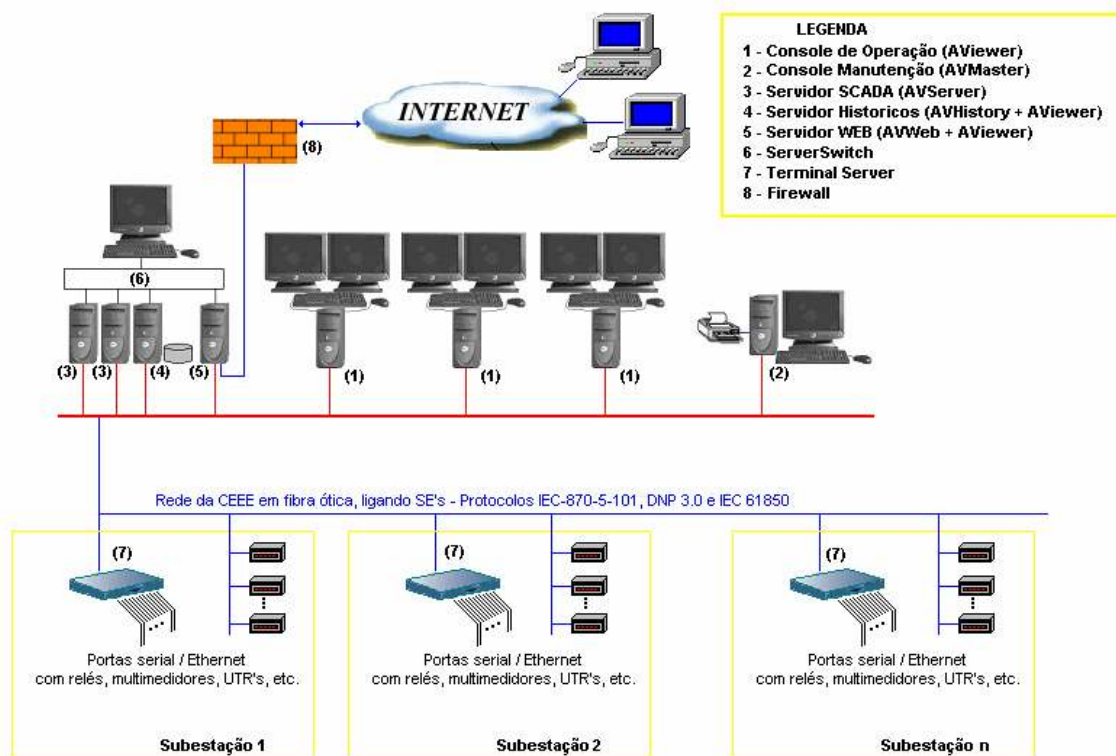 LEGENDA
1 - Console de Operação (AViewer)
2 - Console Manutenção (AVMaster)
3 - Servidor SCADA (AVServer)
4 - Servidor Historicos (AVHistory + AViewer)
5 - Servidor WEB (AVWeb + AViewer)
6 - ServerSwitch
7 - Terminal Server
8 - Firewall
INTERNET
(8)
(6)
(3)
(3)
(4)
(5)
(1)
(1)
(1)
(2)
Rede da CEEE em fibra ótica, ligando SE's - Protocolos IEC-870-5-101, DNP 3.0 e IEC 61850
(7)
Portas serial / Ethernet
com relés, multimedidores, UTR's, etc.
Subestação 1
(7)
Portas serial / Ethernet
com relés, multimedidores, UTR's, etc.
Subestação 2
(7)
Portas serial / Ethernet
com relés, multimedidores, UTR's, etc.
Subestação n